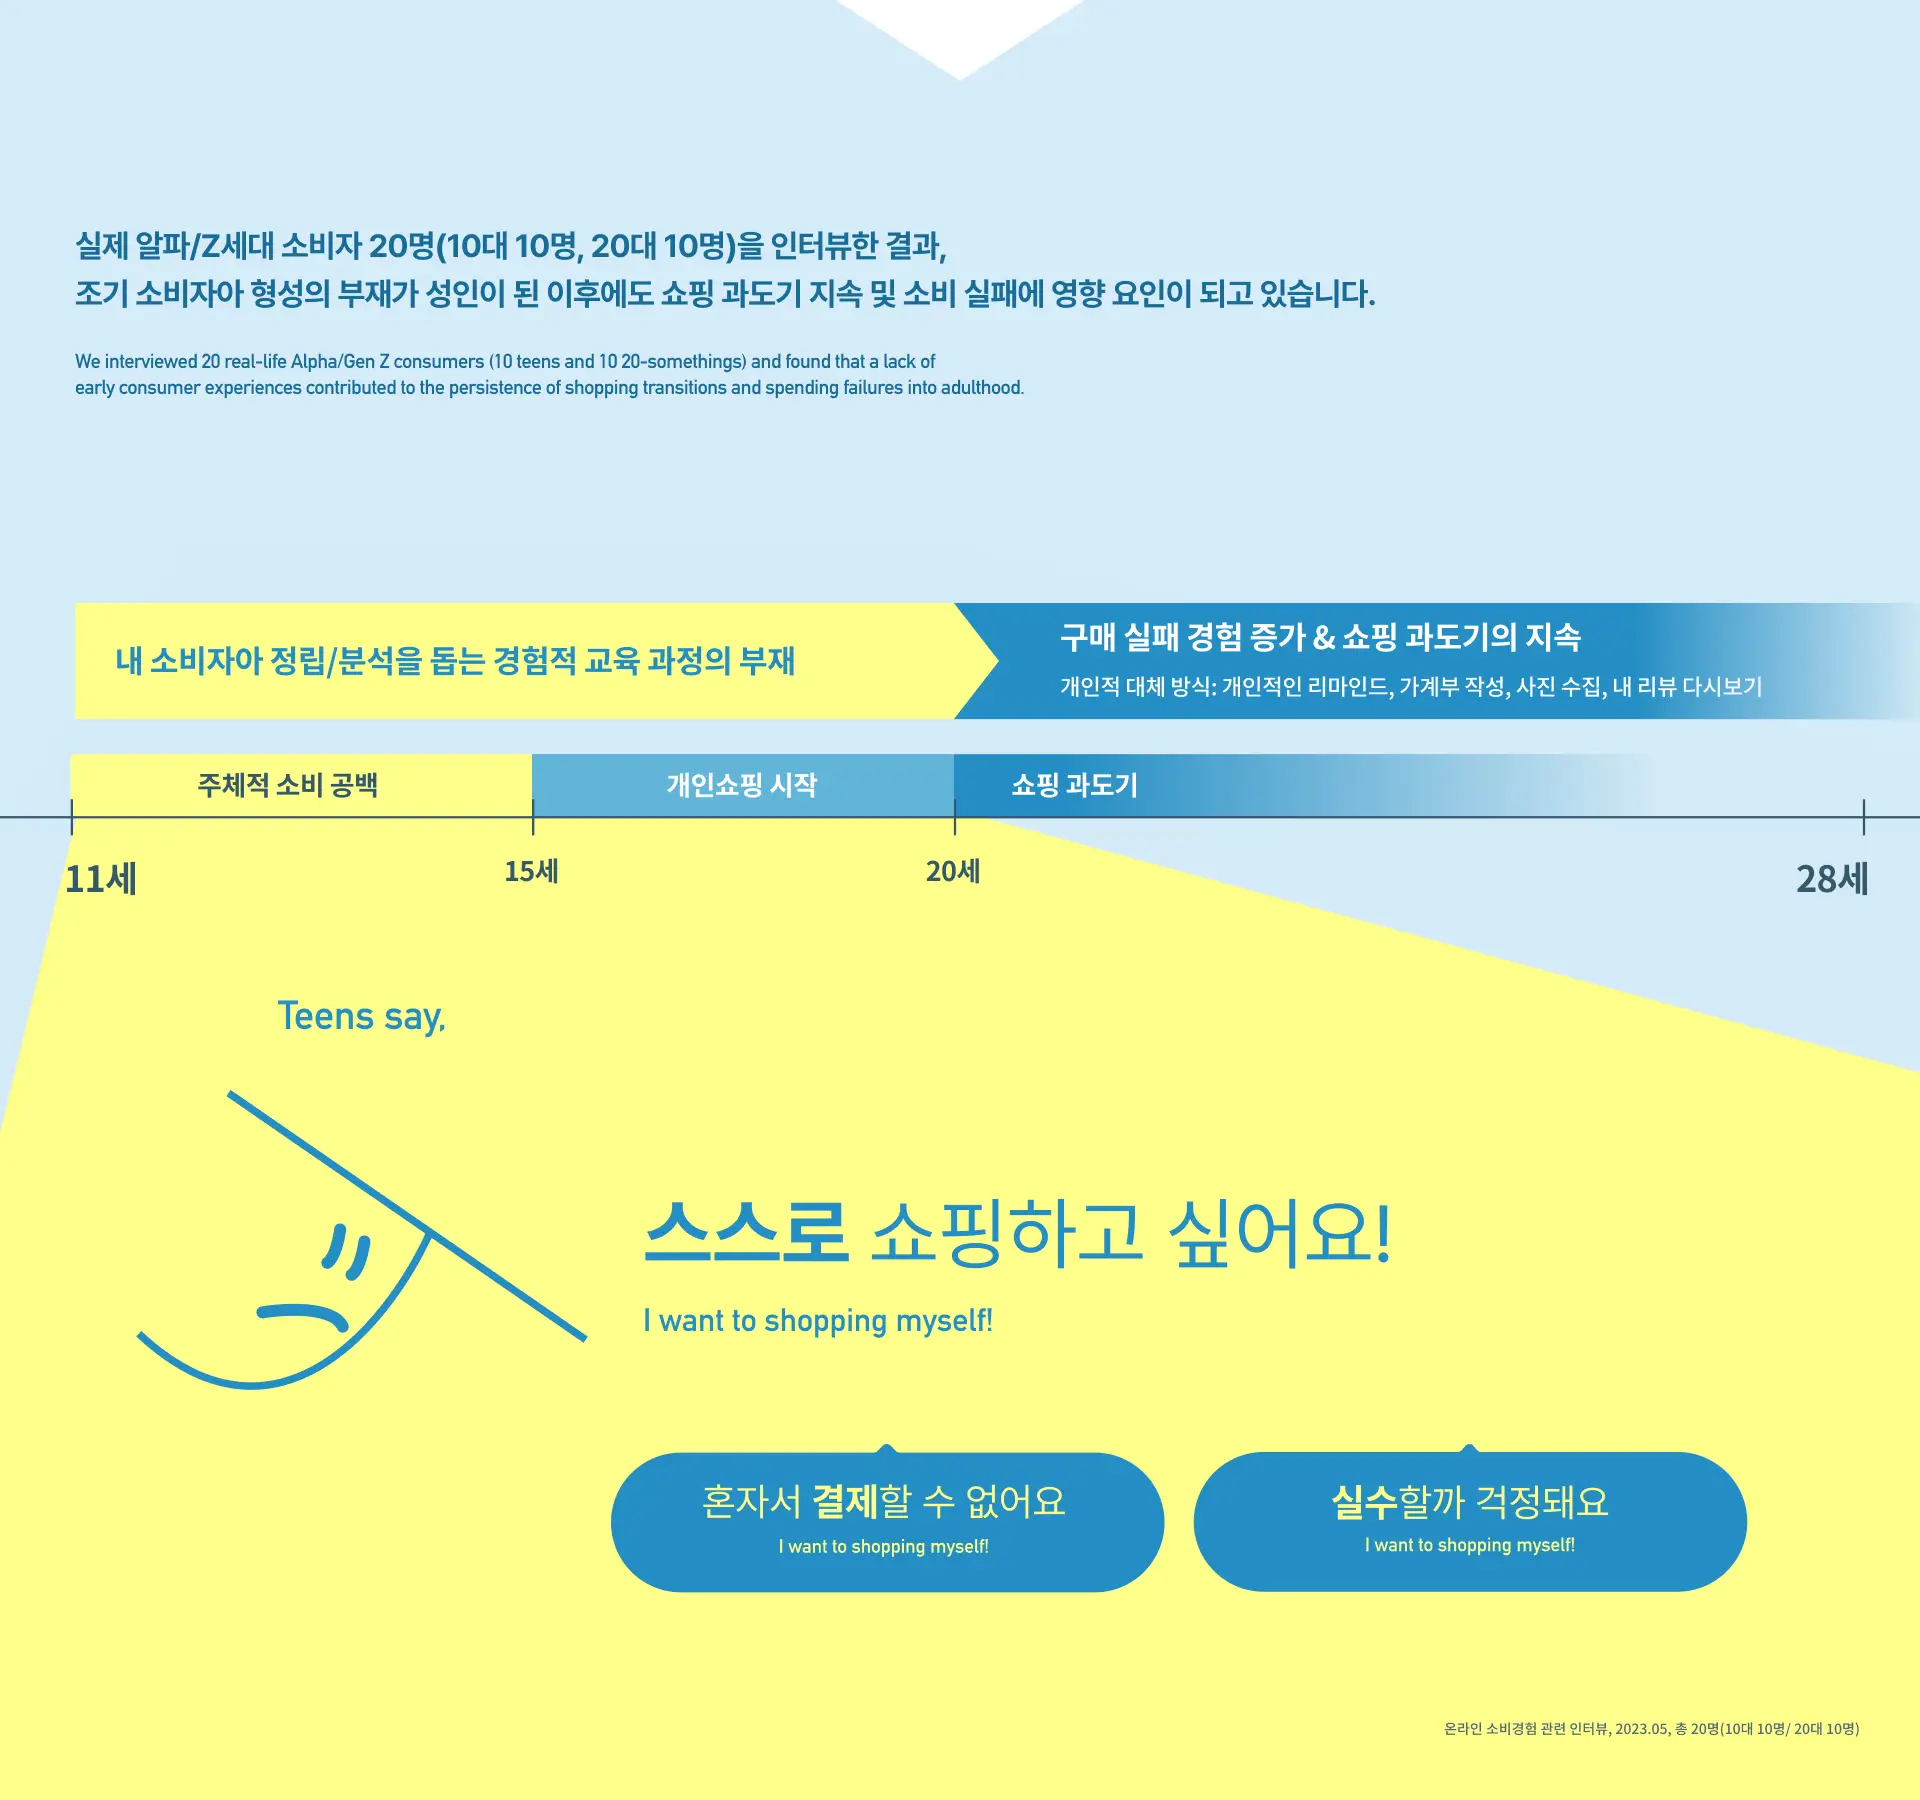 실제 알파/Z세대 소비자 20명(10대 10명, 20대 10명)을 인터뷰한 결과,
조기 소비자아 형성의 부재가 성인이 된 이후에도 쇼핑 과도기 지속 및 소비 실패에 영향 요인이 되고 있습니다.
We interviewed 20 real-life Alpha/Gen Z consumers (10 teens and 10 20-somethings) and found that a lack of
early consumer experiences contributed to the persistence of shopping transitions and spending failures into adulthood.
내 소비자아 정립/분석을 돕는 경험적 교육 과정의 부재
구매 실패 경험 증가 & 쇼핑 과도기의 지속
개인적 대체 방식: 개인적인 리마인드, 가계부 작성, 사진 수집, 내 리뷰 다시보기
주체적 소비 공백
개인쇼핑 시작
쇼핑 과도기
11세
15세
20세
28세
Teens say,
스스로 쇼핑하고 싶어요!
I want to shopping myself!
혼자서 결제할 수 없어요
I want to shopping myself!
실수할까 걱정돼요
I want to shopping myself!
온라인 소비경험 관련 인터뷰, 2023.05, 총 20명(10대 10명/ 20대 10명)